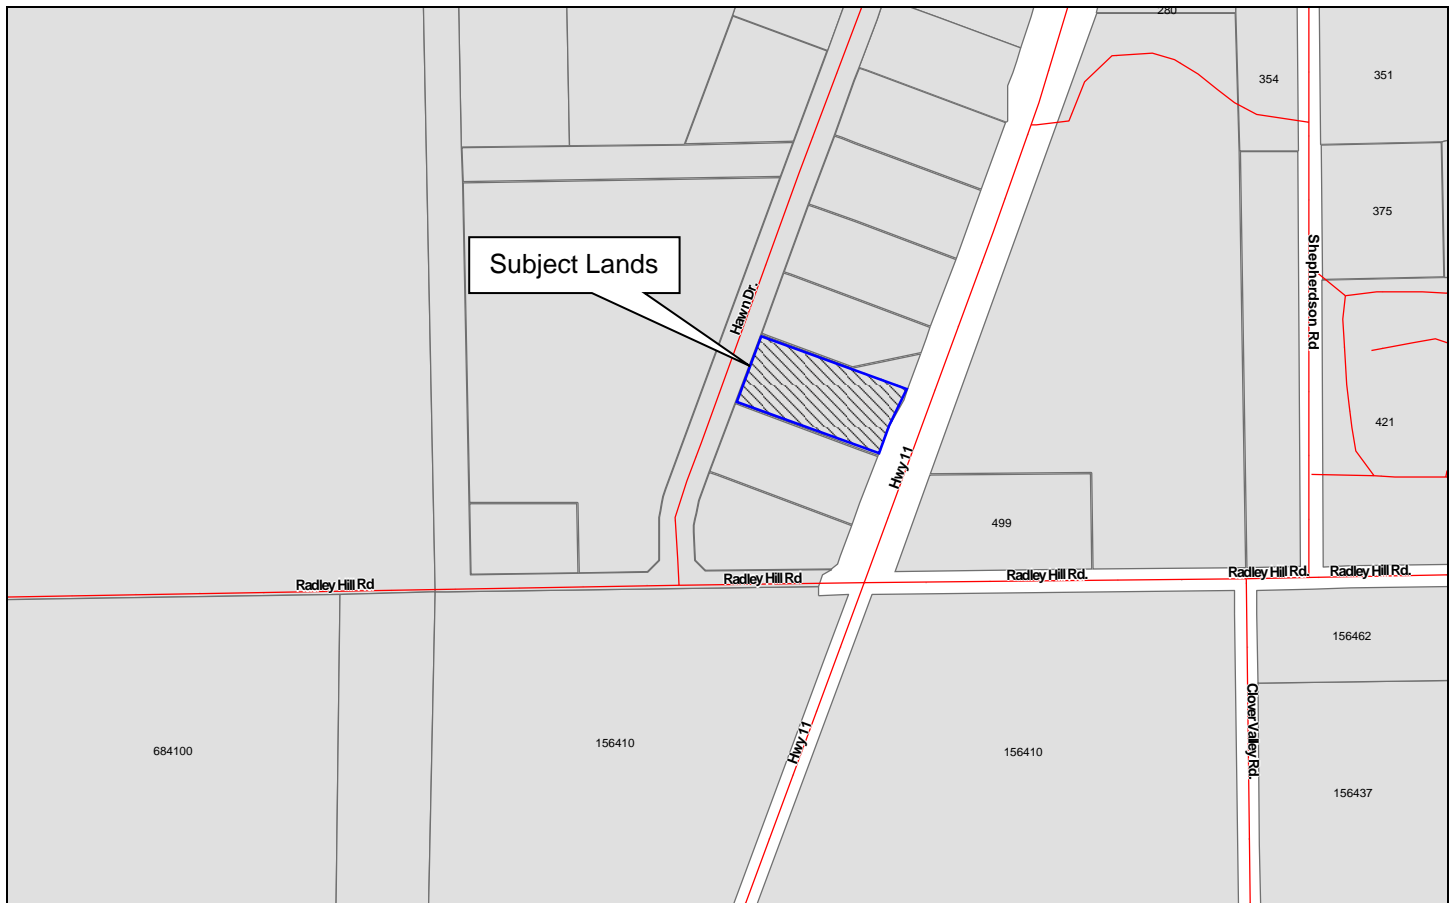 280
354
351
375
Shepherdson Rd
Subject Lands
Hawn Dr.
421
Hwy 11
499
Radley Hill Rd
Radley Hill Rd
Radley Hill Rd.
Radley Hill Rd.
Radley Hill Rd.
156462
Clover Valley Rd.
684100
156410
Hwy 11
156410
156437